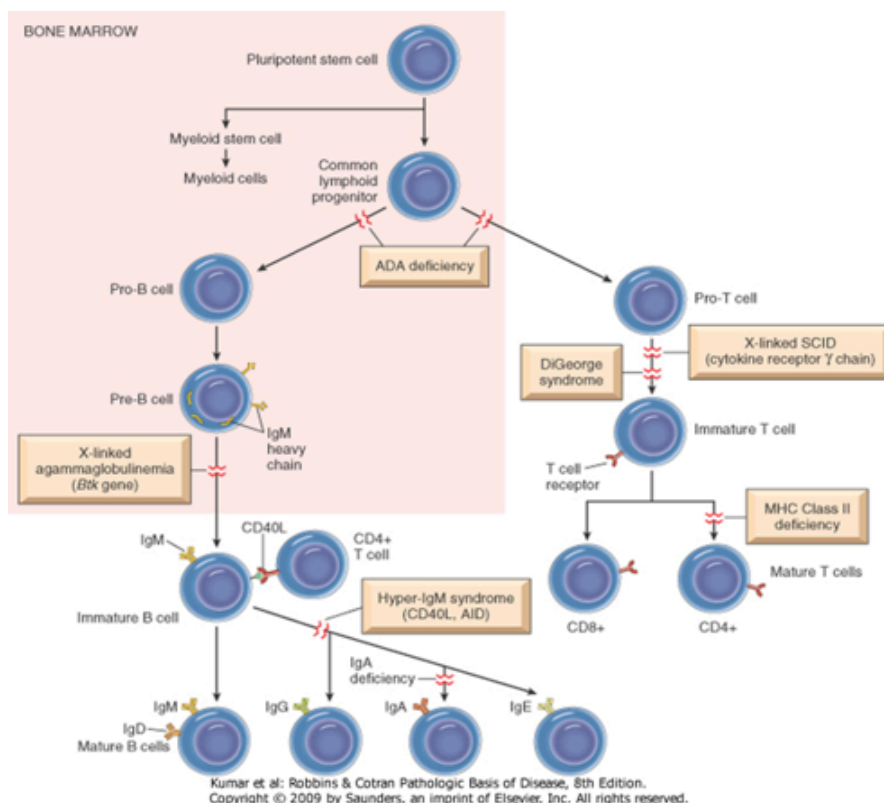 BONE MARROW
Pluripotent stem cell
Myeloid stem cell
Myeloid cells
Common
lymphoid
progenitor
ADA deficiency
Pro-B cell
Pro-T cell
X-linked SCID
(cytokine receptor γ chain)
DiGeorge
syndrome
Pre-B cell
IgM
heavy
chain
Immature T cell
X-linked
agammaglobulinemia
(Btk gene)
T cell
receptor
MHC Class II
deficiency
IgM
CD40L
CD4+
T cell
Mature T cells
Immature B cell
Hyper-IgM syndrome
(CD40L, AID)
CD8+
CD4+
IgA
deficiency
IgM
IgD
Mature B cells
IgG
IgA
IgE
Kumar et al: Robbins & Cotran Pathologic Basis of Disease, 8th Edition.
Copyright © 2009 by Saunders, an imprint of Elsevier, Inc. All rights reserved.